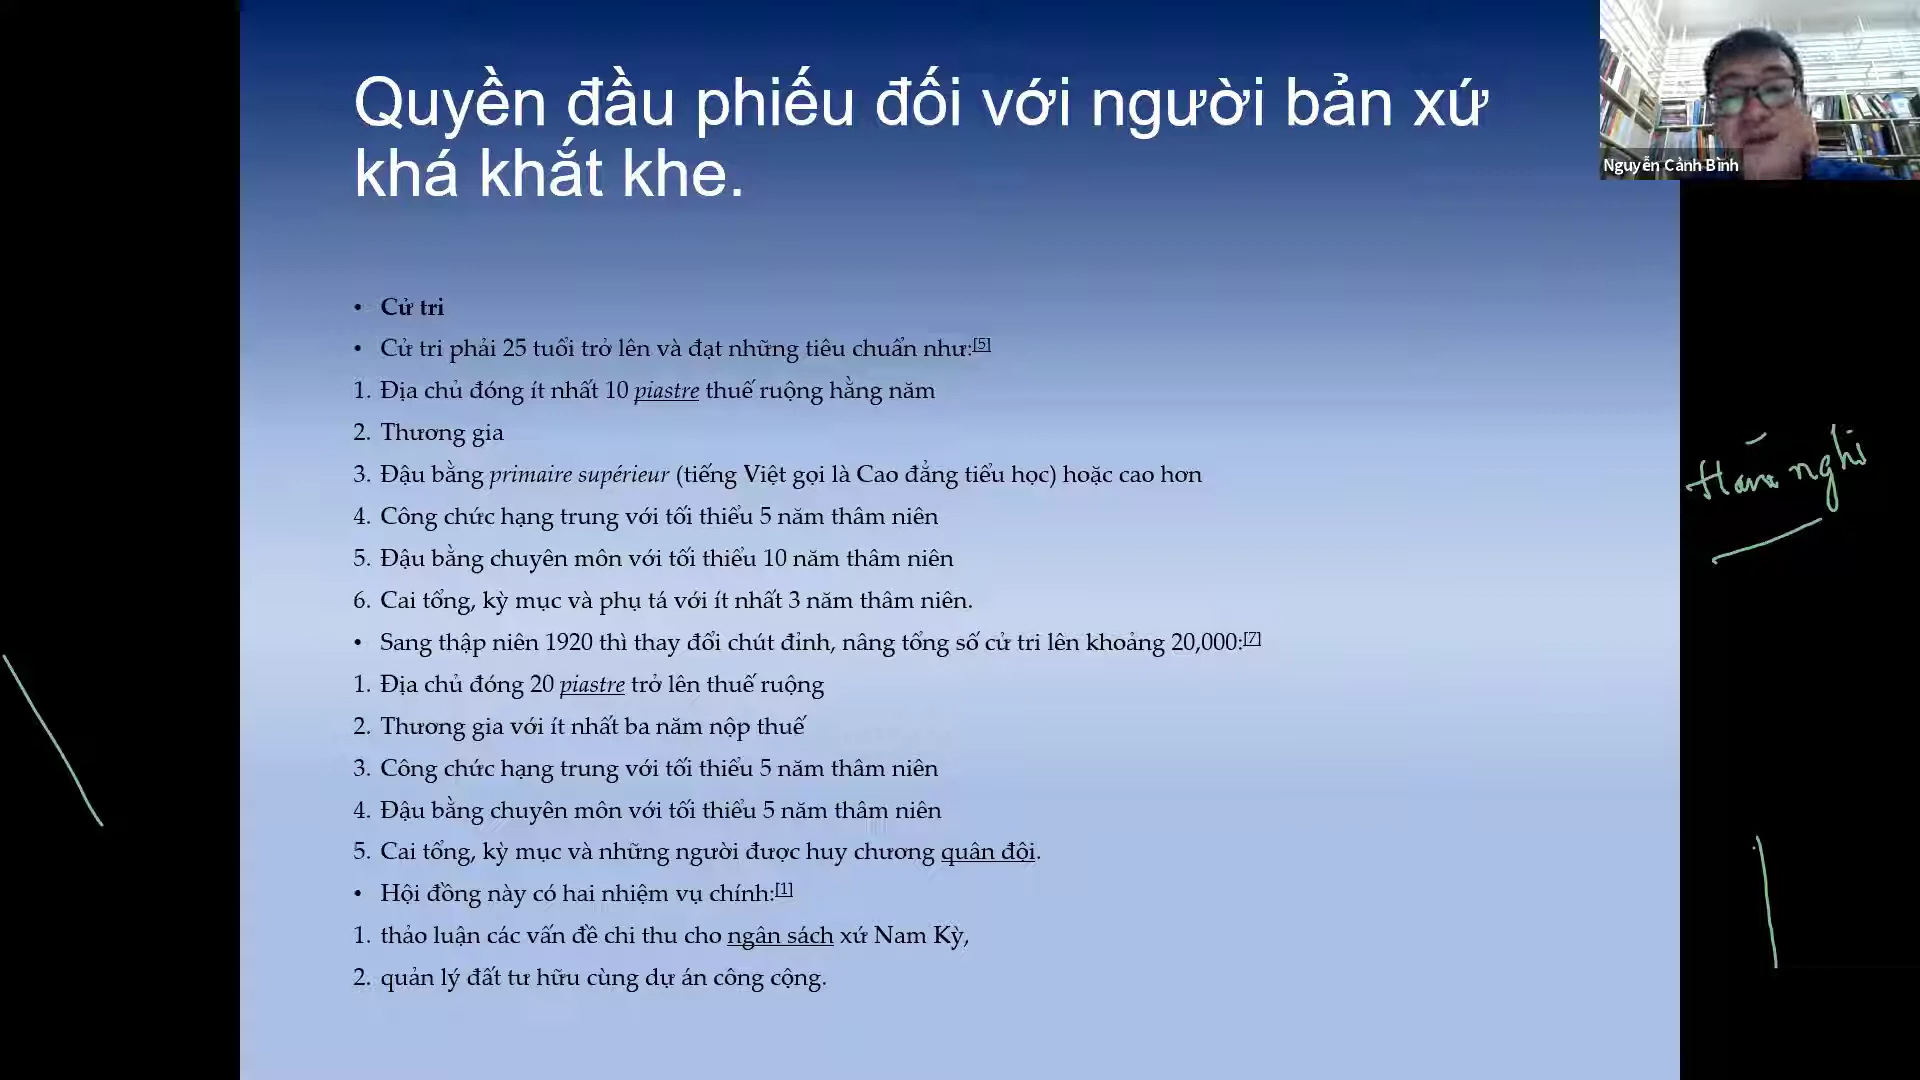 Quyền đầu phiếu đối với người bản xứ
khá khắt khe.
Nguyễn Cảnh Bình
• Cử tri
• Cử tri phải 25 tuổi trở lên và đạt những tiêu chuẩn như:[5]
1. Địa chủ đóng ít nhất 10 piastre thuế ruộng hằng năm
2. Thương gia
3. Đậu bằng primaire supérieur (tiếng Việt gọi là Cao đẳng tiểu học) hoặc cao hơn
4. Công chức hạng trung với tối thiểu 5 năm thâm niên
5. Đậu bằng chuyên môn với tối thiểu 10 năm thâm niên
6. Cai tổng, kỳ mục và phụ tá với ít nhất 3 năm thâm niên.
• Sang thập niên 1920 thì thay đổi chút đỉnh, nâng tổng số cử tri lên khoảng 20,000:[7]
1. Địa chủ đóng 20 piastre trở lên thuế ruộng
2. Thương gia với ít nhất ba năm nộp thuế
3. Công chức hạng trung với tối thiểu 5 năm thâm niên
4. Đậu bằng chuyên môn với tối thiểu 5 năm thâm niên
5. Cai tổng, kỳ mục và những người được huy chương quân đội.
• Hội đồng này có hai nhiệm vụ chính:[1]
1. thảo luận các vấn đề chi thu cho ngân sách xứ Nam Kỳ,
2. quản lý đất tư hữu cùng dự án công cộng.